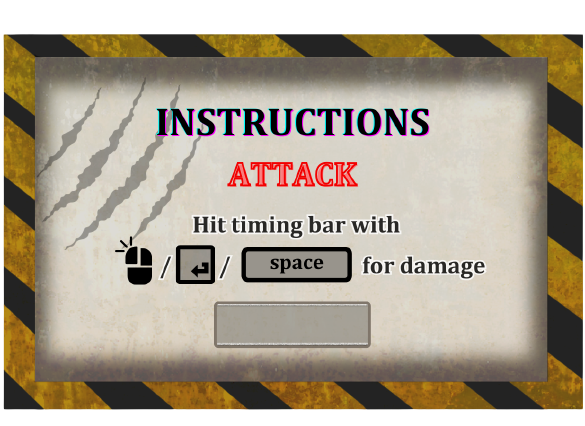 INSTRUCTIONS
ATTACK
Hit timing bar with
/ / space for damage